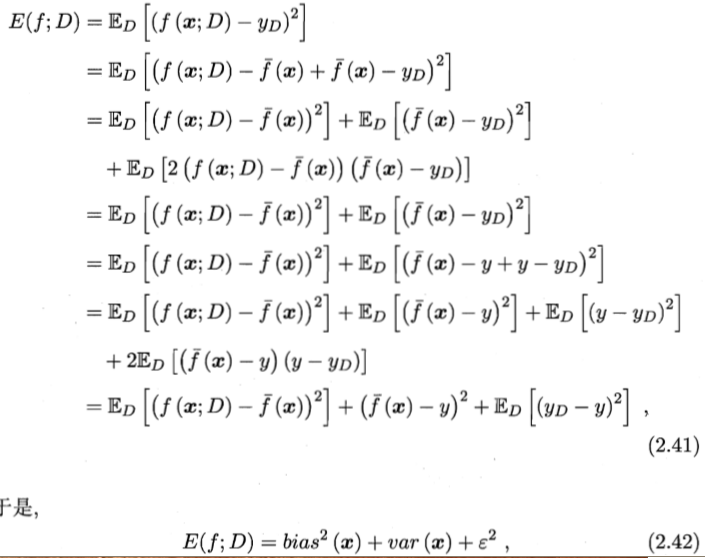 E(f; D) = 𝔼_D [(f (𝒙; D) − y_D)²]
= 𝔼_D [(f (𝒙; D) − f̄ (𝒙) + f̄ (𝒙) − y_D)²]
= 𝔼_D [(f (𝒙; D) − f̄ (𝒙))²] + 𝔼_D [(f̄ (𝒙) − y_D)²]
+ 𝔼_D [2 (f (𝒙; D) − f̄ (𝒙)) (f̄ (𝒙) − y_D)]
= 𝔼_D [(f (𝒙; D) − f̄ (𝒙))²] + 𝔼_D [(f̄ (𝒙) − y_D)²]
= 𝔼_D [(f (𝒙; D) − f̄ (𝒙))²] + 𝔼_D [(f̄ (𝒙) − y + y − y_D)²]
= 𝔼_D [(f (𝒙; D) − f̄ (𝒙))²] + 𝔼_D [(f̄ (𝒙) − y)²] + 𝔼_D [(y − y_D)²]
+ 2𝔼_D [(f̄ (𝒙) − y) (y − y_D)]
= 𝔼_D [(f (𝒙; D) − f̄ (𝒙))²] + (f̄ (𝒙) − y)² + 𝔼_D [(y_D − y)²] ,
(2.41)
于是,
E(f; D) = bias² (𝒙) + var (𝒙) + ε² , (2.42)